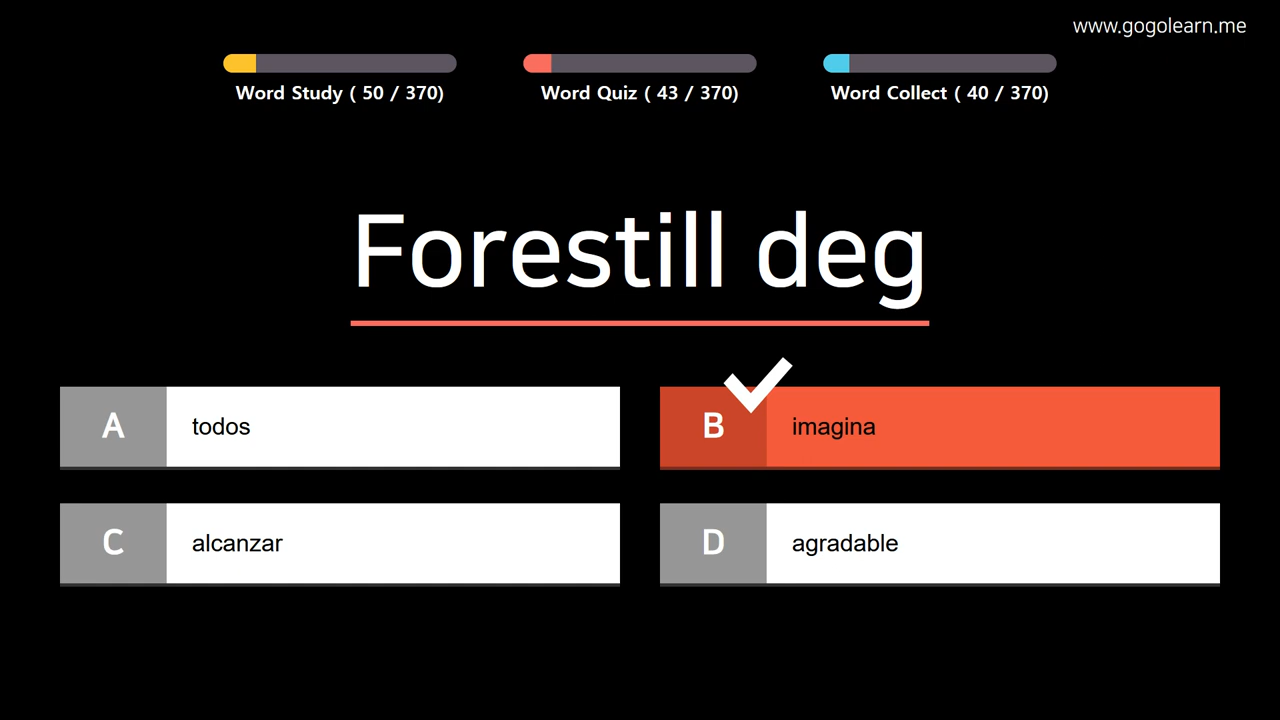 www.gogolearn.me
Word Study ( 50 / 370)
Word Quiz ( 43 / 370)
Word Collect ( 40 / 370)
Forestill deg
A todos
B imagina
C alcanzar
D agradable